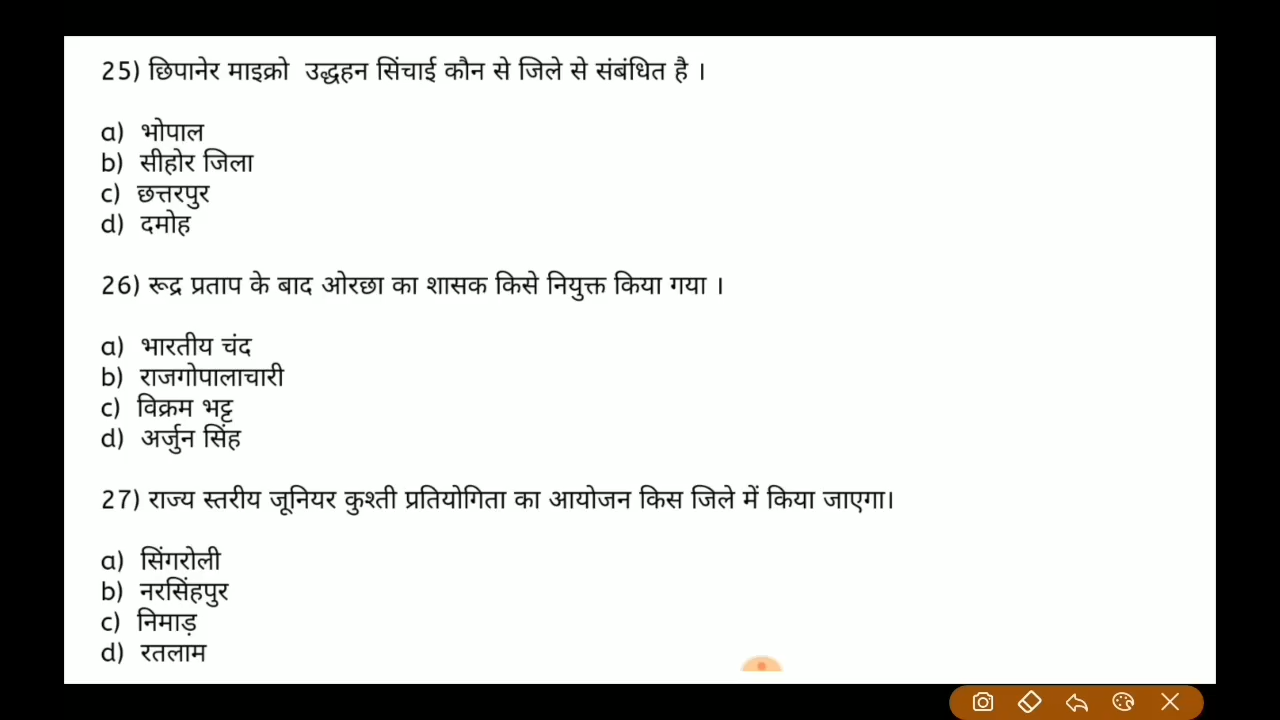 25) छिपानेर माइक्रो उद्धहन सिंचाई कौन से जिले से संबंधित है ।
a) भोपाल
b) सीहोर जिला
c) छत्तरपुर
d) दमोह
26) रूद्र प्रताप के बाद ओरछा का शासक किसे नियुक्त किया गया ।
a) भारतीय चंद
b) राजगोपालाचारी
c) विक्रम भट्ट
d) अर्जुन सिंह
27) राज्य स्तरीय जूनियर कुश्ती प्रतियोगिता का आयोजन किस जिले में किया जाएगा।
a) सिंगरोली
b) नरसिंहपुर
c) निमाड़
d) रतलाम